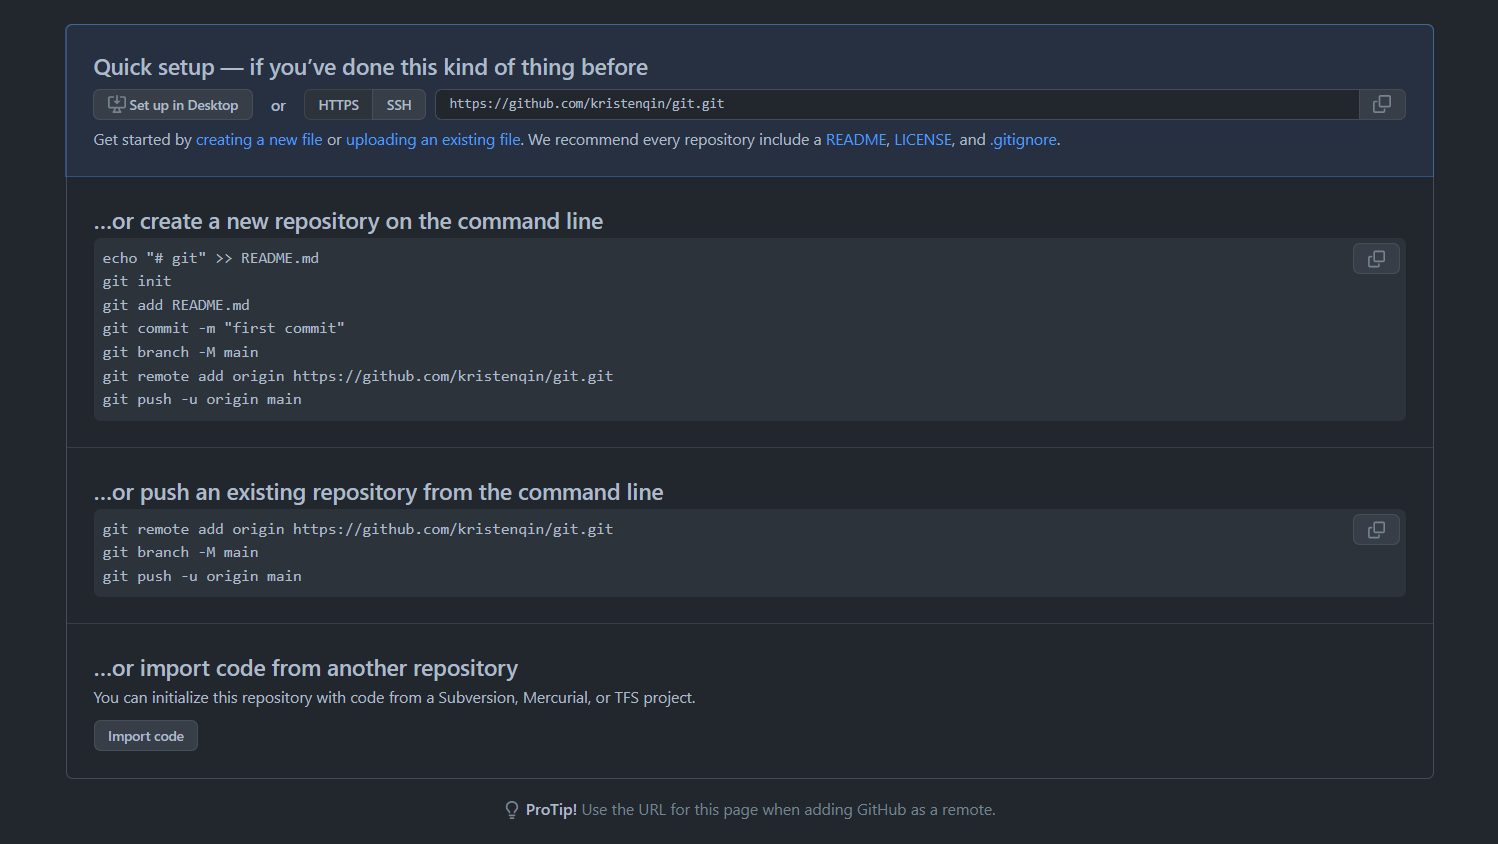 Quick setup — if you’ve done this kind of thing before
Set up in Desktop or HTTPS SSH https://github.com/kristenqin/git.git
Get started by creating a new file or uploading an existing file. We recommend every repository include a README, LICENSE, and .gitignore.
…or create a new repository on the command line
echo "# git" >> README.md
git init
git add README.md
git commit -m "first commit"
git branch -M main
git remote add origin https://github.com/kristenqin/git.git
git push -u origin main
…or push an existing repository from the command line
git remote add origin https://github.com/kristenqin/git.git
git branch -M main
git push -u origin main
…or import code from another repository
You can initialize this repository with code from a Subversion, Mercurial, or TFS project.
Import code
ProTip! Use the URL for this page when adding GitHub as a remote.